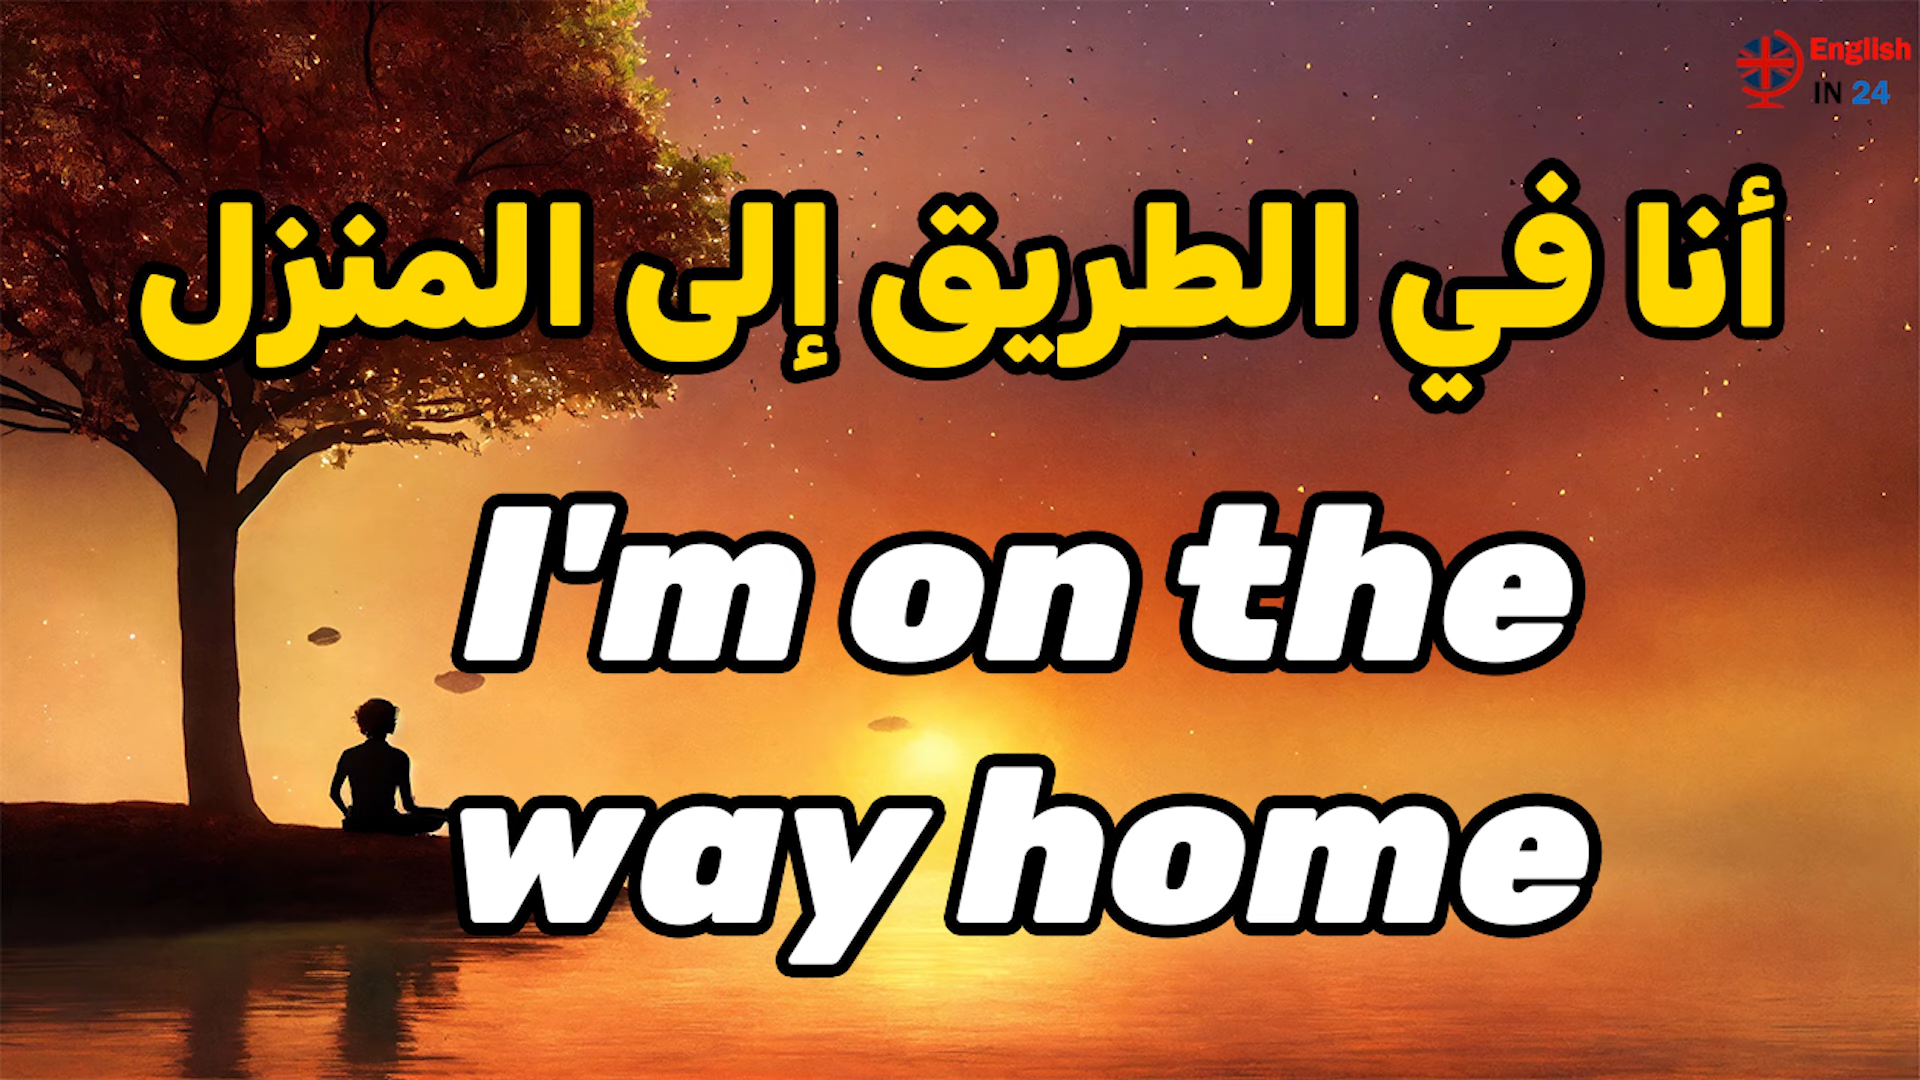 English
IN 24
أنا في الطريق إلى المنزل
I'm on the
way home